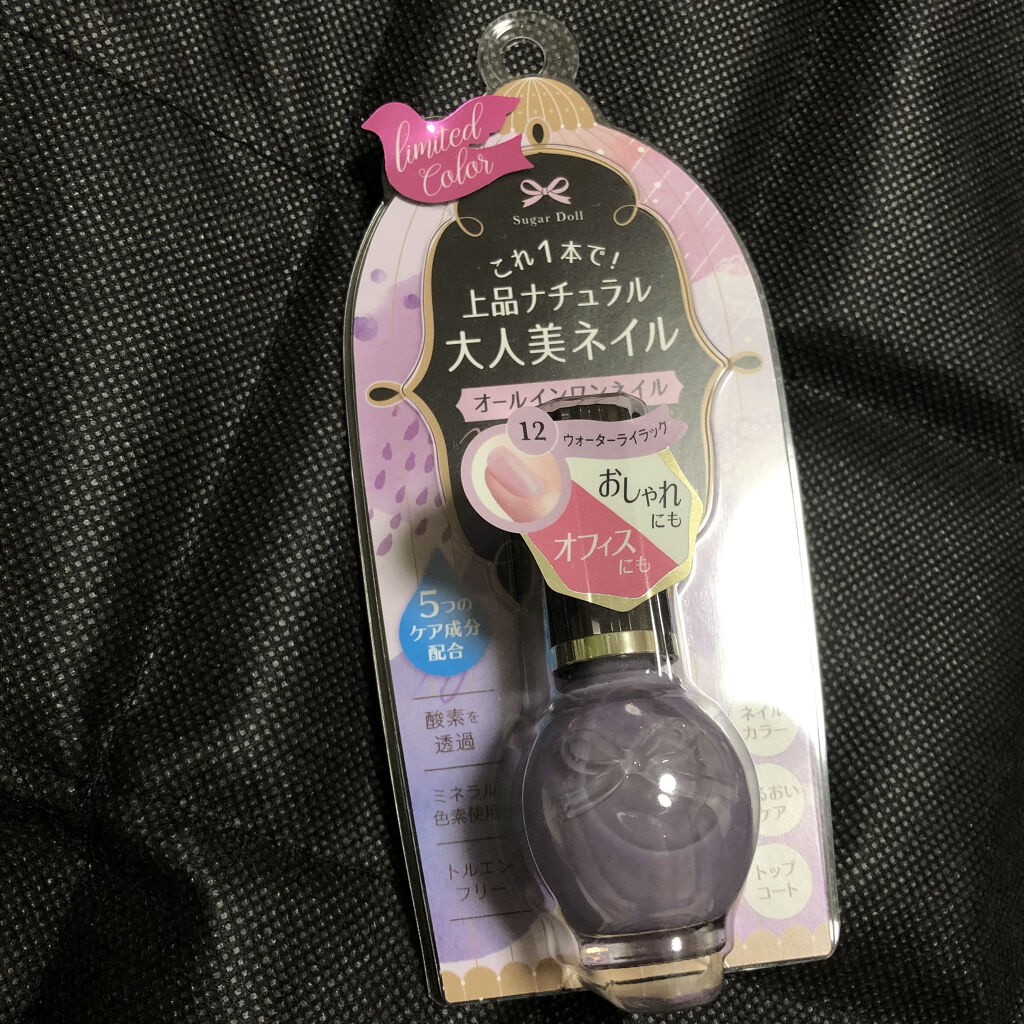 limited
Color
Sugar Doll
これ1本で!
上品ナチュラル
大人美ネイル
オールインワンネイル
12
ウォーターライラック
おしゃれ
にも
オフィス
にも
5つの
ケア成分
配合
酸素を
透過
ミネラル
色素使用
トルエン
フリー
ネイル
カラー
るおい
ケア
トップ
コート